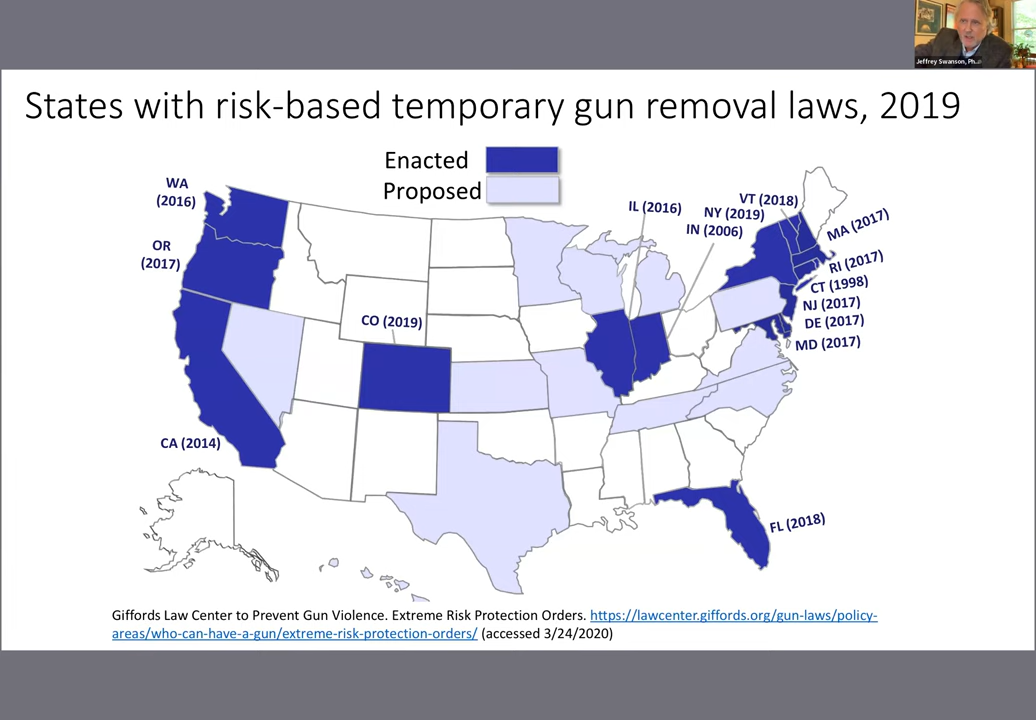 Jeffrey Swanson, Ph...
States with risk-based temporary gun removal laws, 2019
Enacted
Proposed
WA
(2016)
OR
(2017)
CA (2014)
CO (2019)
IL (2016)
VT (2018)
NY (2019)
IN (2006)
MA (2017)
RI (2017)
CT (1998)
NJ (2017)
DE (2017)
MD (2017)
FL (2018)
Giffords Law Center to Prevent Gun Violence. Extreme Risk Protection Orders. https://lawcenter.giffords.org/gun-laws/policy-
areas/who-can-have-a-gun/extreme-risk-protection-orders/ (accessed 3/24/2020)